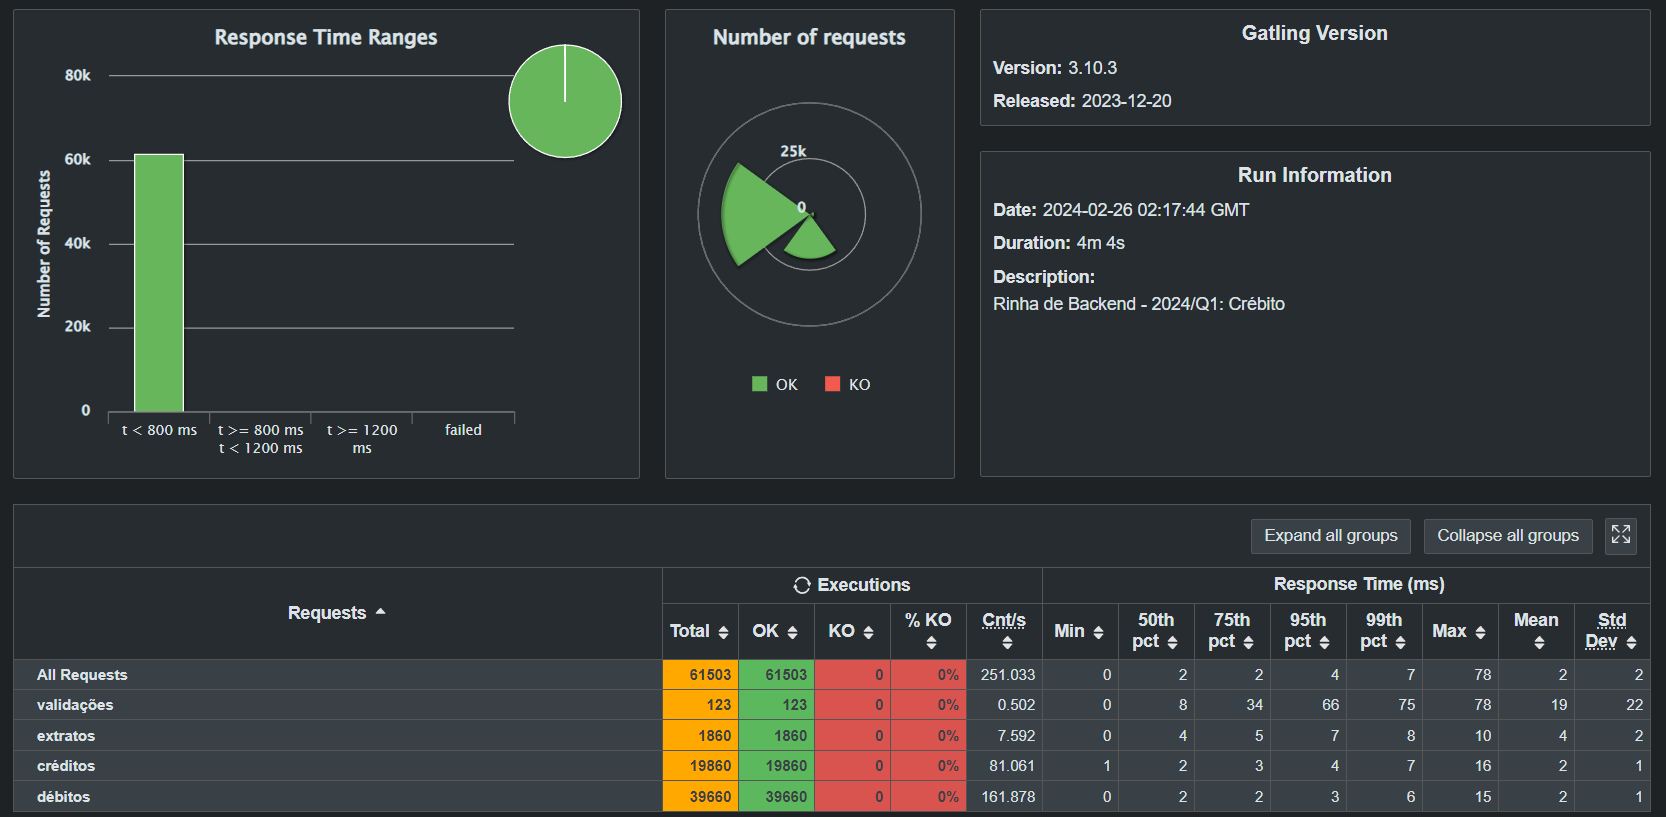 Response Time Ranges
80k
60k
40k
20k
0
Number of Requests
t < 800 ms
t >= 800 ms
t < 1200 ms
t >= 1200
ms
failed
Number of requests
25k
0
OK
KO
Gatling Version
Version: 3.10.3
Released: 2023-12-20
Run Information
Date: 2024-02-26 02:17:44 GMT
Duration: 4m 4s
Description:
Rinha de Backend - 2024/Q1: Crébito
Expand all groups
Collapse all groups
Requests
Executions
Response Time (ms)
Total OK KO % KO Cnt/s Min 50th pct 75th pct 95th pct 99th pct Max Mean Std Dev
All Requests 61503 61503 0 0% 251.033 0 2 2 4 7 78 2 2
validações 123 123 0 0% 0.502 0 8 34 66 75 78 19 22
extratos 1860 1860 0 0% 7.592 0 4 5 7 8 10 4 2
créditos 19860 19860 0 0% 81.061 1 2 3 4 7 16 2 1
débitos 39660 39660 0 0% 161.878 0 2 2 3 6 15 2 1